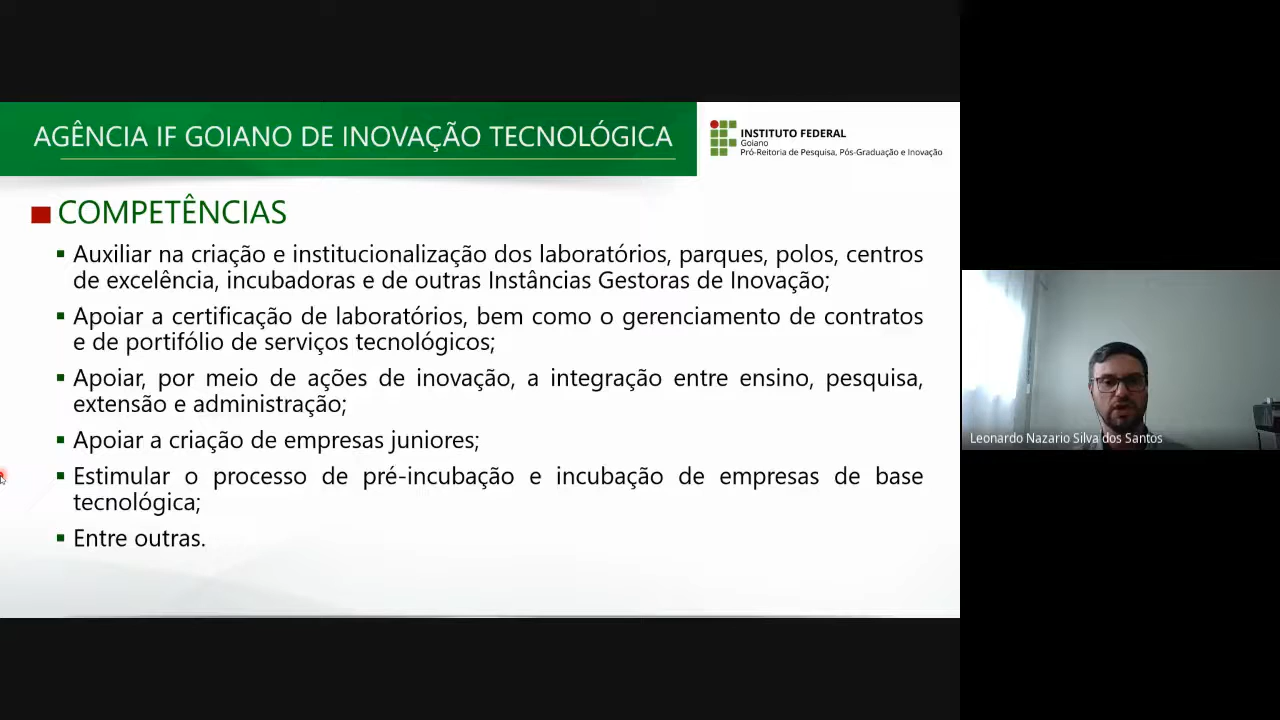 AGÊNCIA IF GOIANO DE INOVAÇÃO TECNOLÓGICA
INSTITUTO FEDERAL
Goiano
Pró-Reitoria de Pesquisa, Pós-Graduação e Inovação
COMPETÊNCIAS
Auxiliar na criação e institucionalização dos laboratórios, parques, polos, centros
de excelência, incubadoras e de outras Instâncias Gestoras de Inovação;
Apoiar a certificação de laboratórios, bem como o gerenciamento de contratos
e de portifólio de serviços tecnológicos;
Apoiar, por meio de ações de inovação, a integração entre ensino, pesquisa,
extensão e administração;
Apoiar a criação de empresas juniores;
Estimular o processo de pré-incubação e incubação de empresas de base
tecnológica;
Entre outras.
Leonardo Nazario Silva dos Santos